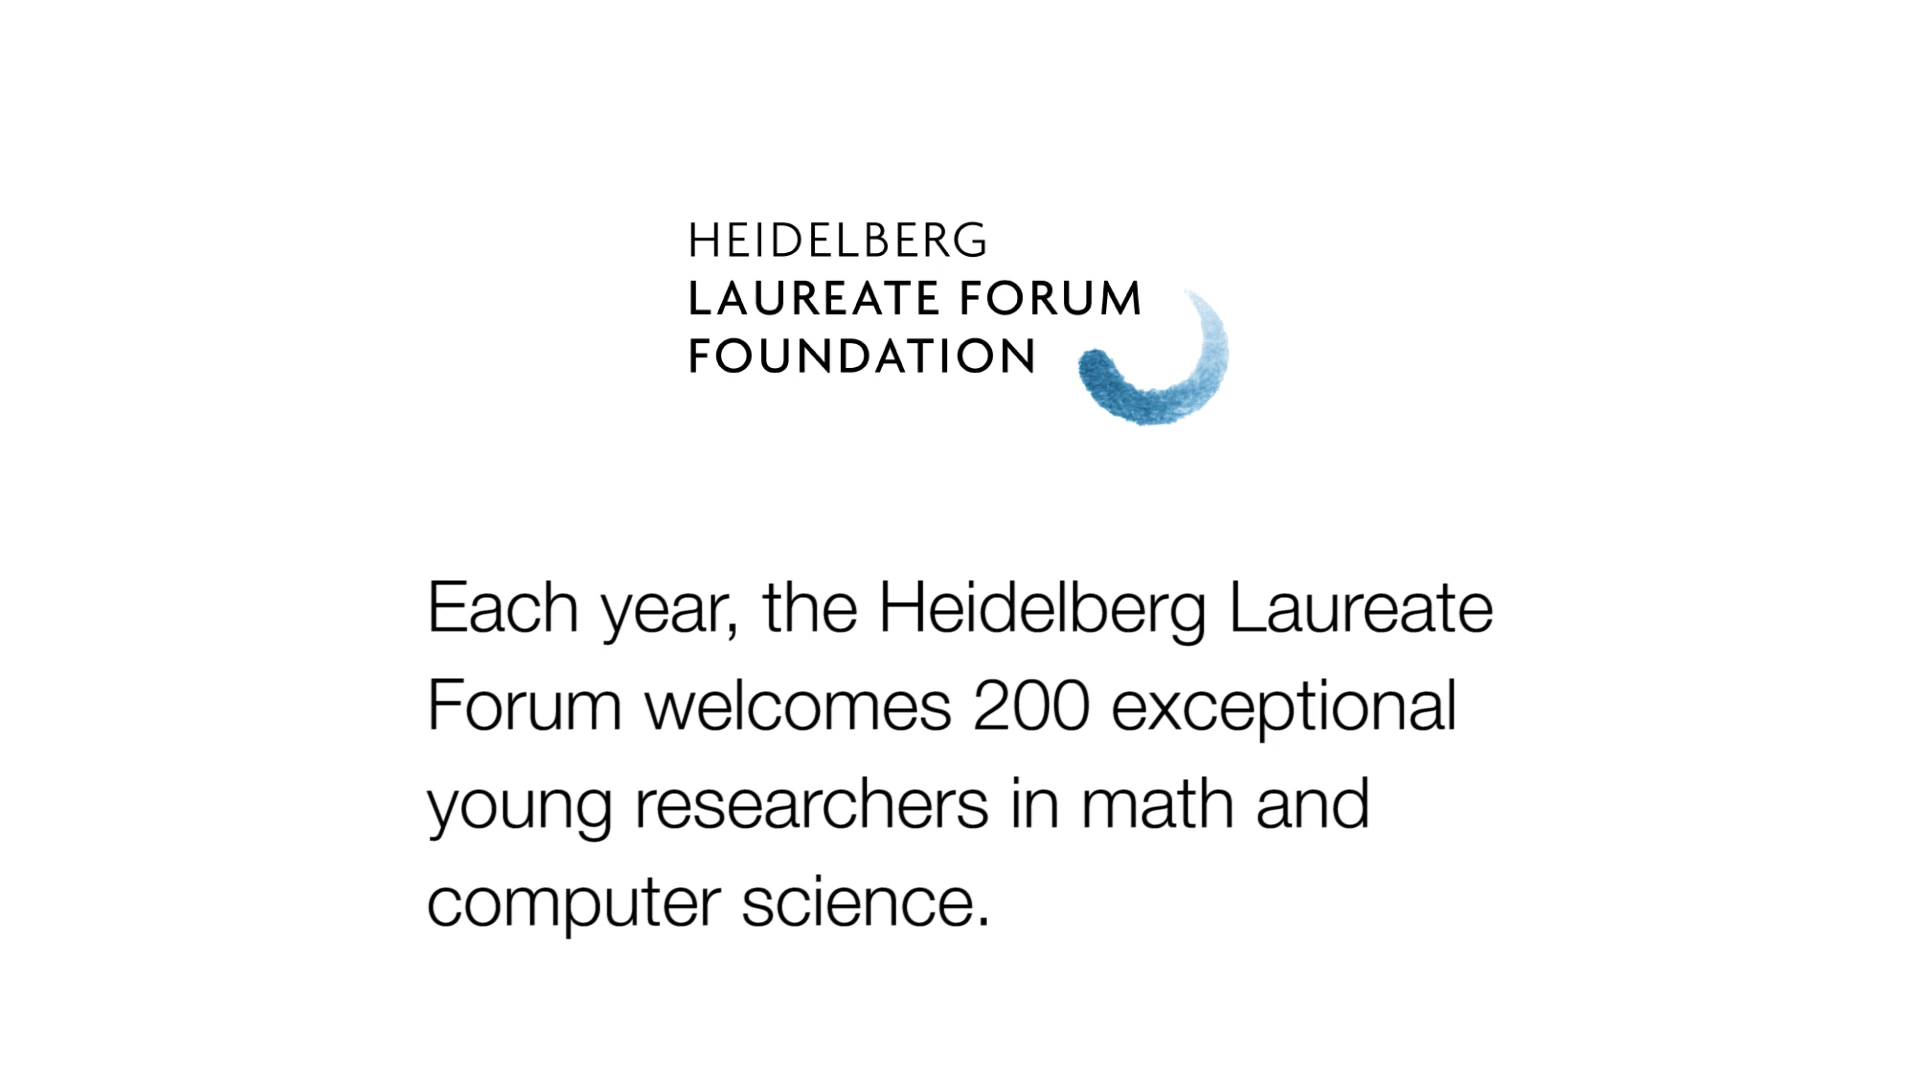 HEIDELBERG
LAUREATE FORUM
FOUNDATION
Each year, the Heidelberg Laureate
Forum welcomes 200 exceptional
young researchers in math and
computer science.